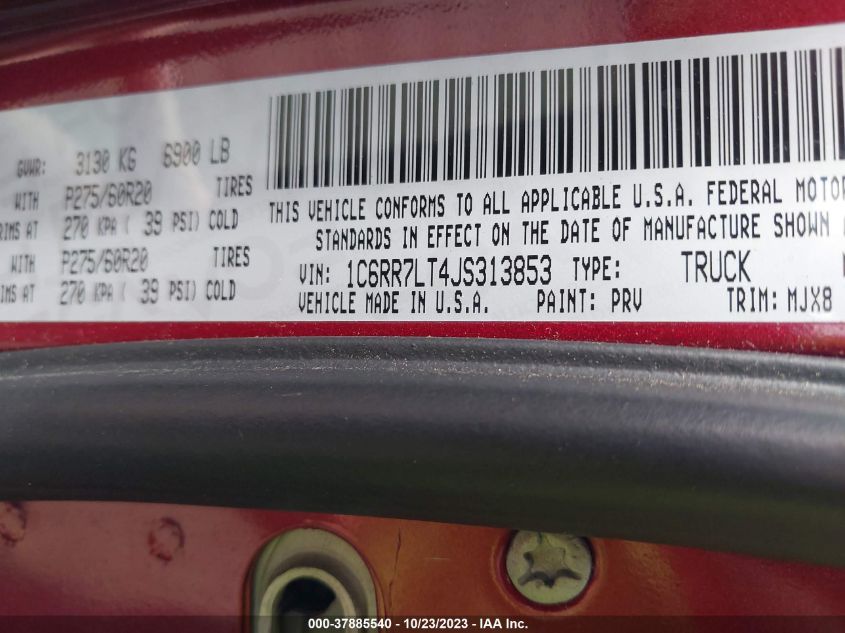 GVWR: 3130 KG 6900 LB
WITH P275/60R20 TIRES
RIMS AT 270 KPA ( 39 PSI) COLD
WITH P275/60R20 TIRES
RIMS AT 270 KPA ( 39 PSI) COLD
THIS VEHICLE CONFORMS TO ALL APPLICABLE U.S.A. FEDERAL MOTOR
STANDARDS IN EFFECT ON THE DATE OF MANUFACTURE SHOWN
VIN: 1C6RR7LT4JS313853 TYPE: TRUCK
VEHICLE MADE IN U.S.A. PAINT: PRV TRIM: MJX8
000-37885540 - 10/23/2023 - IAA Inc.